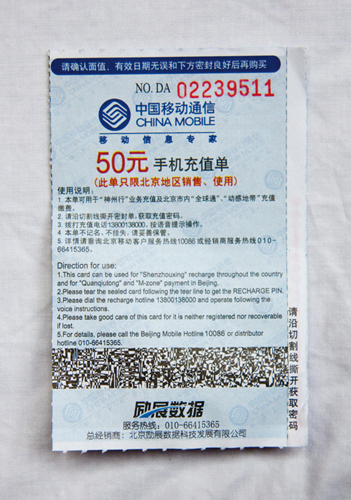 请确认面值，有效日期无误和下方密封良好后再购买
NO. DA 02239511
中国移动通信
CHINA MOBILE
移动信息专家
50元 手机充值单
(此单只限北京地区销售、使用)
使用说明：
1. 本单可用于"神州行"业务充值及北京市内"全球通"、"动感地带"充值
缴费。
2. 请沿切割线撕开密封单, 获取充值密码。
3. 拨打充值电话13800138000, 按语音提示操作。
4. 本单不记名、不挂失, 请妥善保管。
5. 详情请垂询北京移动客户服务热线10086或经销商服务热线010-
66415365.
Direction for use:
1.This card can be used for "Shenzhouxing" recharge throughout the country
and for "Quanqiutong" and "M-zone" payment in Beijing.
2.Please tear the sealed card following the tear line to get the RECHARGE PIN.
3.Please dial the recharge hotline 13800138000 and operate following the
voice instructions.
4.Please take good care of this card for it is neither registered nor recoverable
if lost.
5.For details, please call the Beijing Mobile Hotline 10086 or distributor
hotline 010-66415365.
励展数据
服务热线: 010-66415365
总经销商: 北京励展数据科技发展有限公司
请沿切割线撕开获取密码